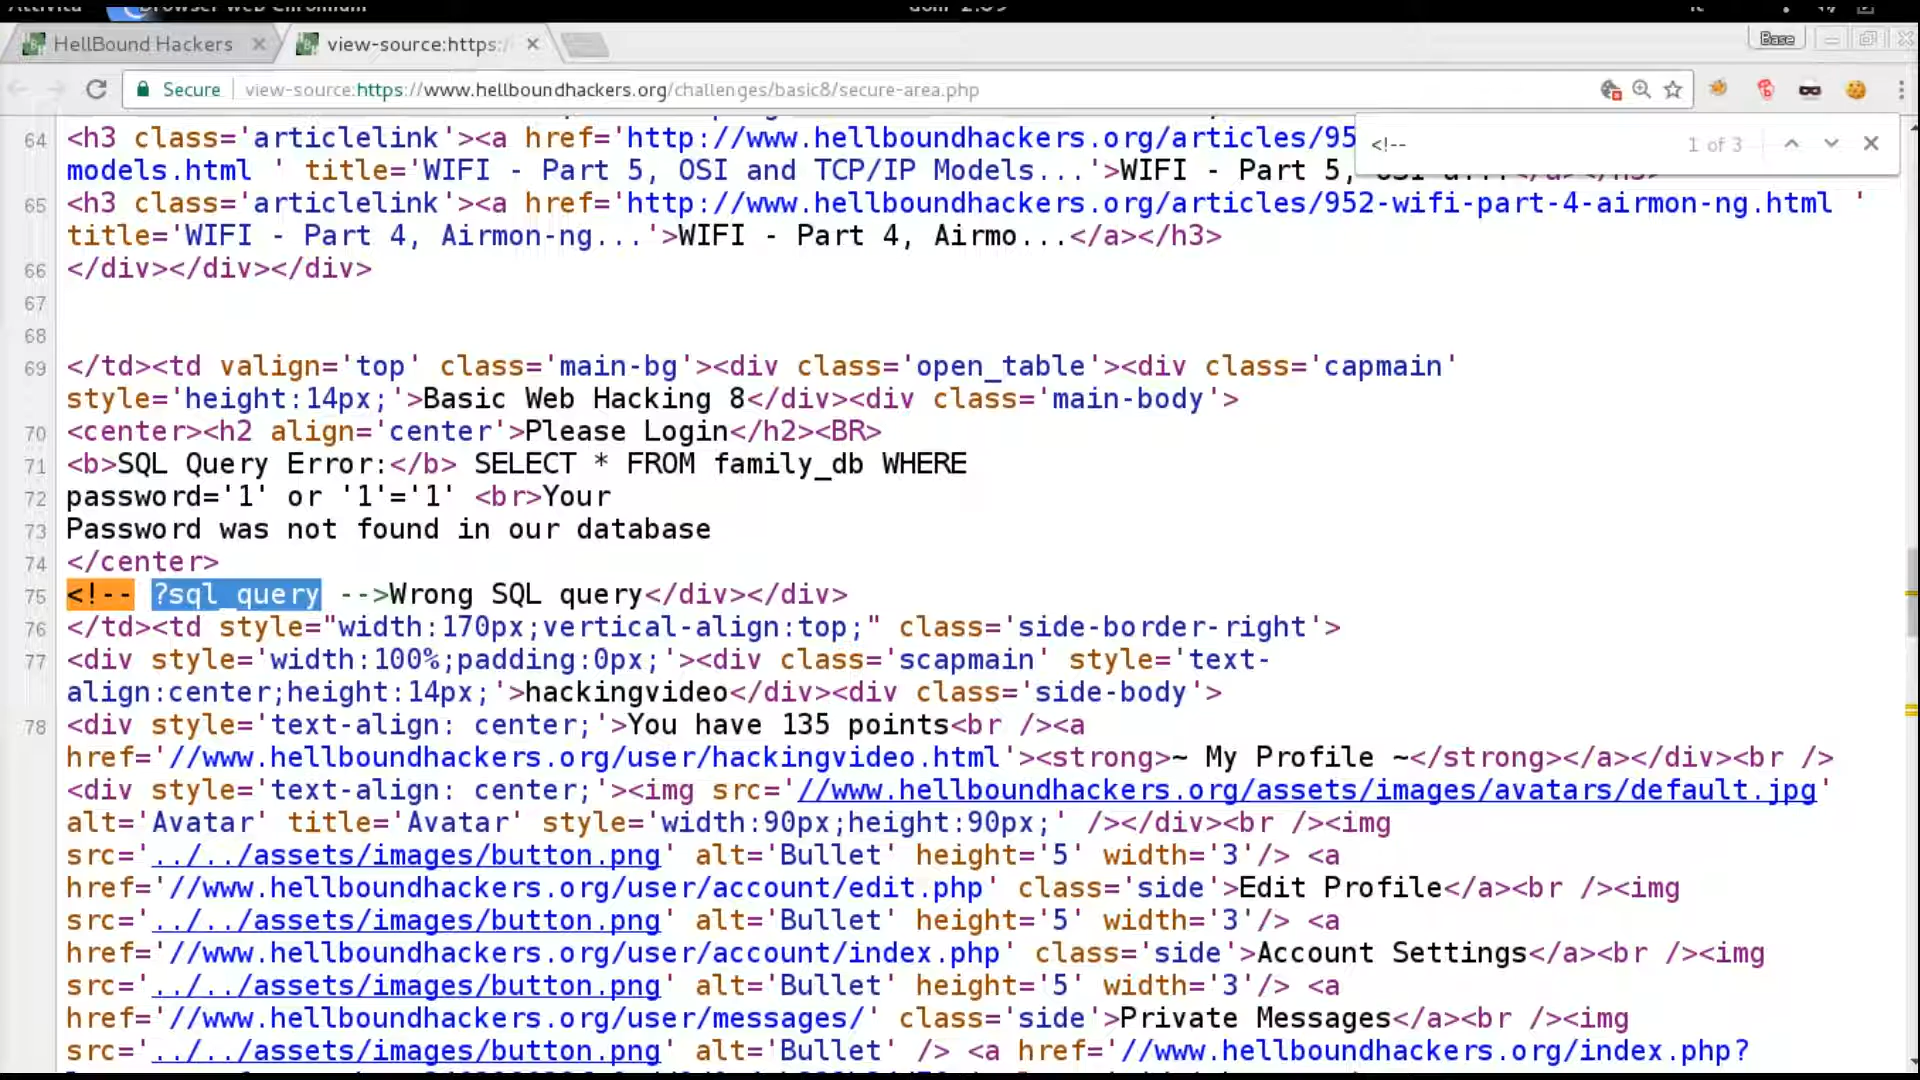 HellBound Hackers
view-source:https:/
Base
Secure
view-source:https://www.hellboundhackers.org/challenges/basic8/secure-area.php
<!--
1 of 3
64 <h3 class='articlelink'><a href='http://www.hellboundhackers.org/articles/95
models.html ' title='WIFI - Part 5, OSI and TCP/IP Models...'>WIFI - Part 5,
65 <h3 class='articlelink'><a href='http://www.hellboundhackers.org/articles/952-wifi-part-4-airmon-ng.html '
title='WIFI - Part 4, Airmon-ng...'>WIFI - Part 4, Airmo...</a></h3>
66 </div></div></div>
67
68
69 </td><td valign='top' class='main-bg'><div class='open_table'><div class='capmain'
style='height:14px;'>Basic Web Hacking 8</div><div class='main-body'>
70 <center><h2 align='center'>Please Login</h2><BR>
71 <b>SQL Query Error:</b> SELECT * FROM family_db WHERE
72 password='1' or '1'='1' <br>Your
73 Password was not found in our database
74 </center>
75 <!-- ?sql_query -->Wrong SQL query</div></div>
76 </td><td style="width:170px;vertical-align:top;" class='side-border-right'>
77 <div style='width:100%;padding:0px;'><div class='scapmain' style='text-
align:center;height:14px;'>hackingvideo</div><div class='side-body'>
78 <div style='text-align: center;'>You have 135 points<br /><a
href='//www.hellboundhackers.org/user/hackingvideo.html'><strong>~ My Profile ~</strong></a></div><br />
<div style='text-align: center;'><img src='//www.hellboundhackers.org/assets/images/avatars/default.jpg'
alt='Avatar' title='Avatar' style='width:90px;height:90px;' /></div><br /><img
src='../../assets/images/button.png' alt='Bullet' height='5' width='3'/> <a
href='//www.hellboundhackers.org/user/account/edit.php' class='side'>Edit Profile</a><br /><img
src='../../assets/images/button.png' alt='Bullet' height='5' width='3'/> <a
href='//www.hellboundhackers.org/user/account/index.php' class='side'>Account Settings</a><br /><img
src='../../assets/images/button.png' alt='Bullet' height='5' width='3'/> <a
href='//www.hellboundhackers.org/user/messages/' class='side'>Private Messages</a><br /><img
src='../../assets/images/button.png' alt='Bullet' /> <a href='//www.hellboundhackers.org/index.php?